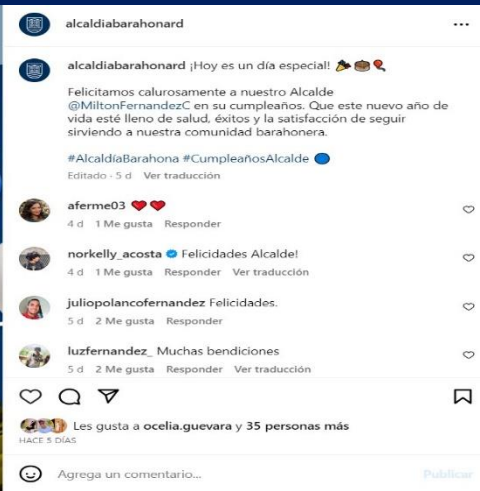 alcaldiabarahonard
alcaldiabarahonard ¡Hoy es un día especial! 🎉🎂🎈
Felicitamos calurosamente a nuestro Alcalde
@MiltonFernandezC en su cumpleaños. Que este nuevo año de
vida esté lleno de salud, éxitos y la satisfacción de seguir
sirviendo a nuestra comunidad barahonera.
#AlcaldíaBarahona #CumpleañosAlcalde 🔵
Editado · 5 d Ver traducción
aferme03 ❤️❤️
4 d 1 Me gusta Responder
norkelly_acosta Felicidades Alcalde!
4 d 1 Me gusta Responder Ver traducción
juliopolancofernandez Felicidades.
5 d 2 Me gusta Responder
luzfernandez_ Muchas bendiciones
5 d 2 Me gusta Responder Ver traducción
Les gusta a ocelia.guevara y 35 personas más
HACE 5 DÍAS
Agrega un comentario... Publicar